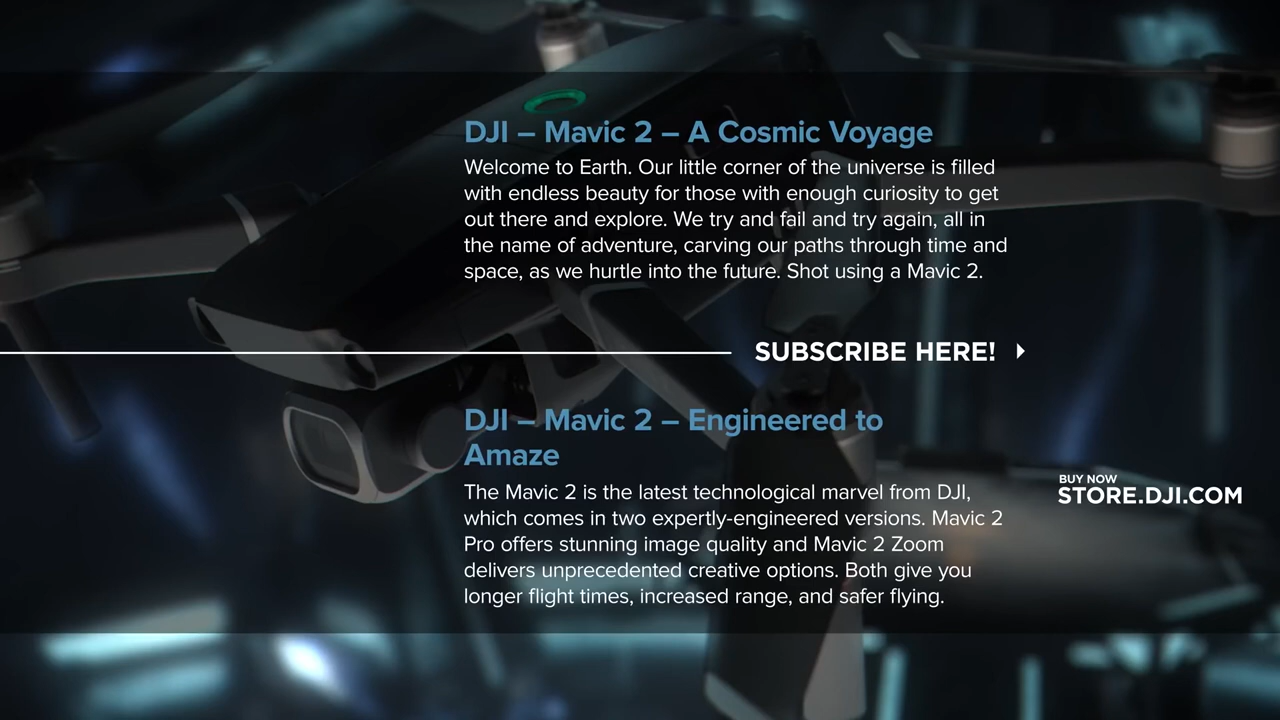 DJI – Mavic 2 – A Cosmic Voyage
Welcome to Earth. Our little corner of the universe is filled
with endless beauty for those with enough curiosity to get
out there and explore. We try and fail and try again, all in
the name of adventure, carving our paths through time and
space, as we hurtle into the future. Shot using a Mavic 2.
SUBSCRIBE HERE!
DJI – Mavic 2 – Engineered to
Amaze
The Mavic 2 is the latest technological marvel from DJI,
which comes in two expertly-engineered versions. Mavic 2
Pro offers stunning image quality and Mavic 2 Zoom
delivers unprecedented creative options. Both give you
longer flight times, increased range, and safer flying.
BUY NOW
STORE.DJI.COM